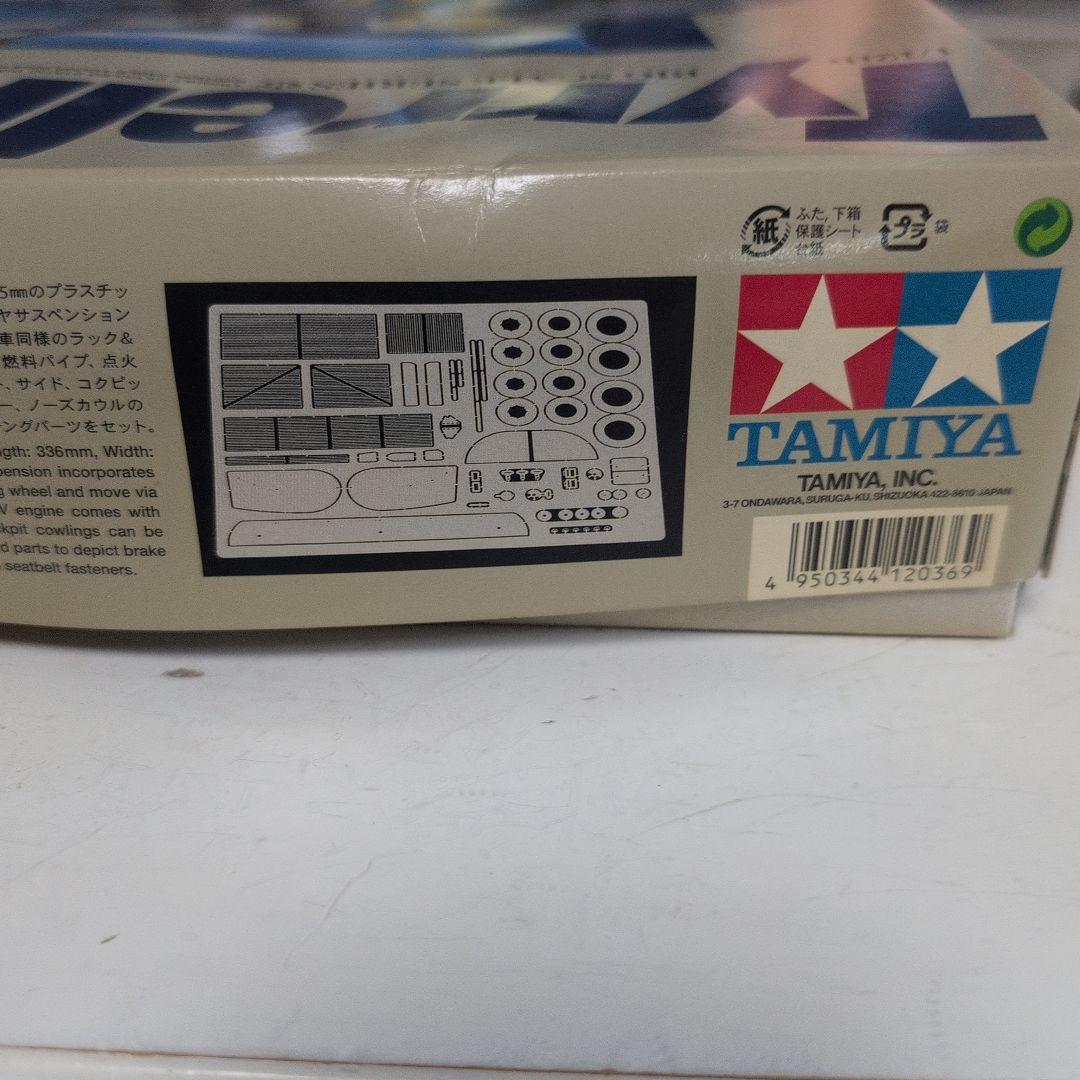 Tyrrell
紙
ふた, 下箱
保護シート
台紙
プラ
袋
5mmのプラスチッ
ヤサスペンション
車同様のラック&
燃料パイプ、点火
ト、サイド、コクピッ
ー、ノーズカウルの
ングパーツをセット。
ngth: 336mm, Width:
pension incorporates
g wheel and move via
V engine comes with
kpit cowlings can be
d parts to depict brake
seatbelt fasteners.
TAMIYA
TAMIYA, INC.
3-7 ONDAWARA, SURUGA-KU, SHIZUOKA 422-8610 JAPAN
4 950344 120369